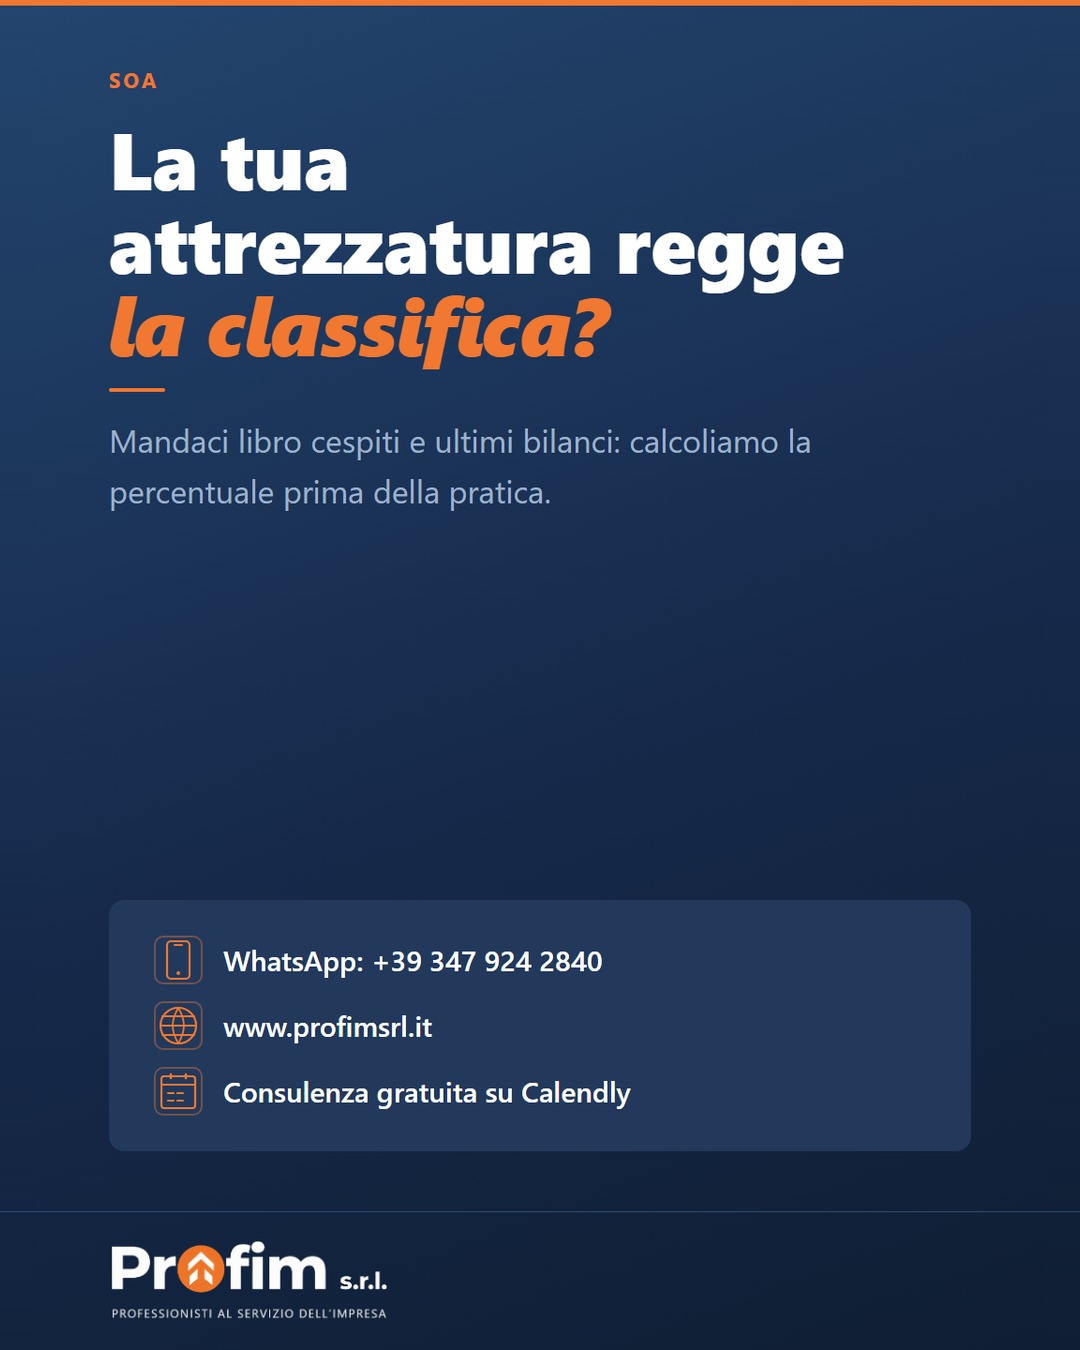 SOA
La tua
attrezzatura regge
la classifica?
Mandaci libro cespiti e ultimi bilanci: calcoliamo la
percentuale prima della pratica.
WhatsApp: +39 347 924 2840
www.profimsrl.it
Consulenza gratuita su Calendly
Profim s.r.l.
PROFESSIONISTI AL SERVIZIO DELL'IMPRESA